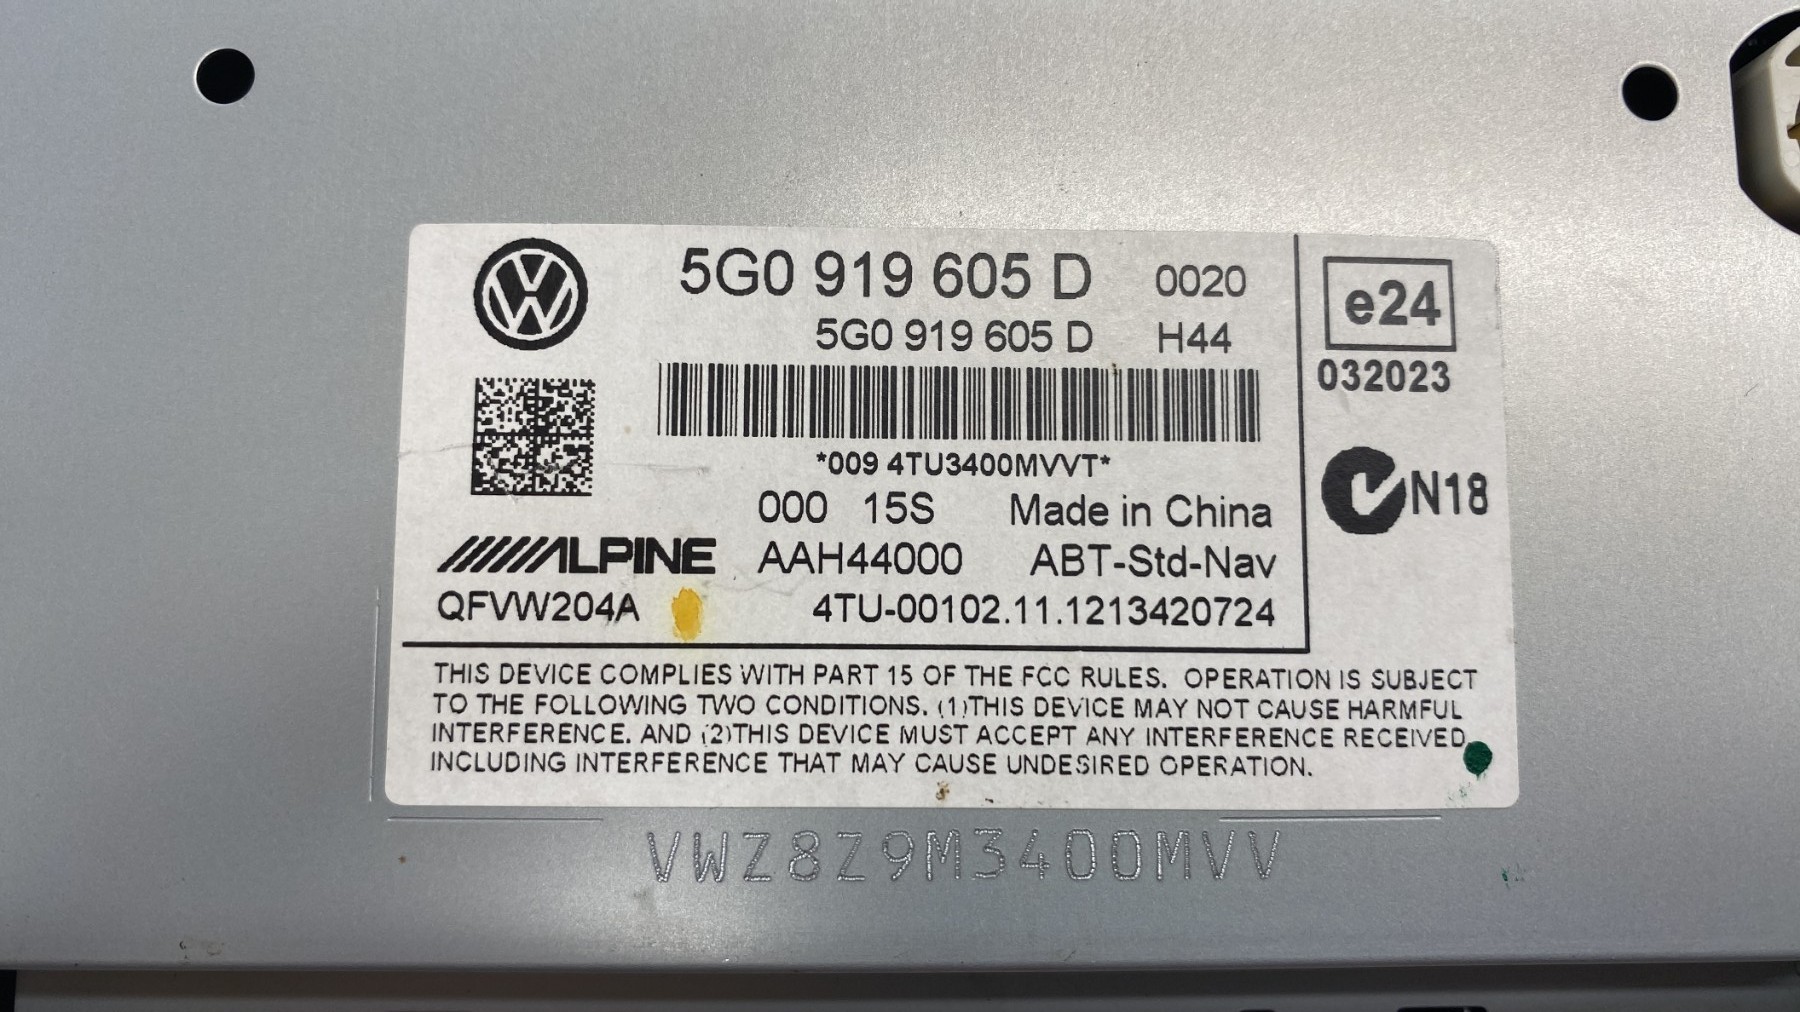 5G0 919 605 D 0020
5G0 919 605 D H44
*009 4TU3400MVVT*
000 15S Made in China
ALPINE AAH44000 ABT-Std-Nav
QFVW204A 4TU-00102.11.1213420724
e24
032023
N18
THIS DEVICE COMPLIES WITH PART 15 OF THE FCC RULES. OPERATION IS SUBJECT
TO THE FOLLOWING TWO CONDITIONS. (1)THIS DEVICE MAY NOT CAUSE HARMFUL
INTERFERENCE. AND (2)THIS DEVICE MUST ACCEPT ANY INTERFERENCE RECEIVED,
INCLUDING INTERFERENCE THAT MAY CAUSE UNDESIRED OPERATION.
VWZ8Z9M3400MVV